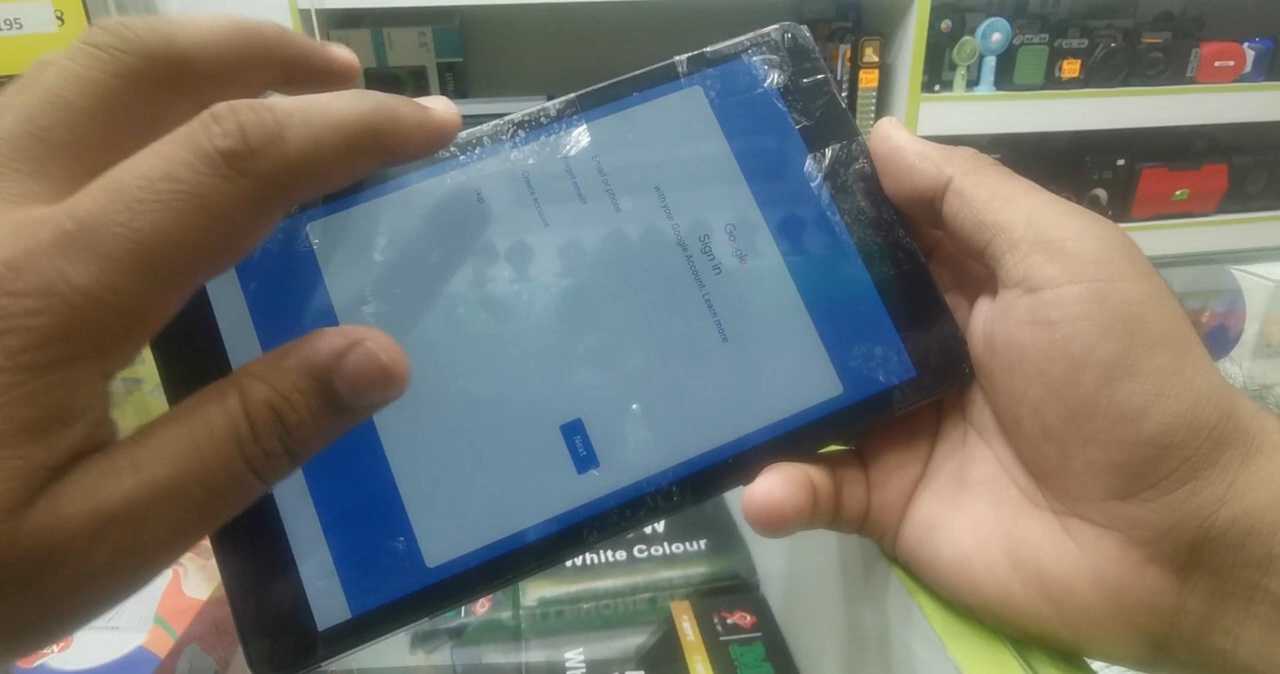 Google
Sign in
with your Google Account. Learn more
Email or phone
Forgot email?
Create account
Skip
Next
White Colour
195
8